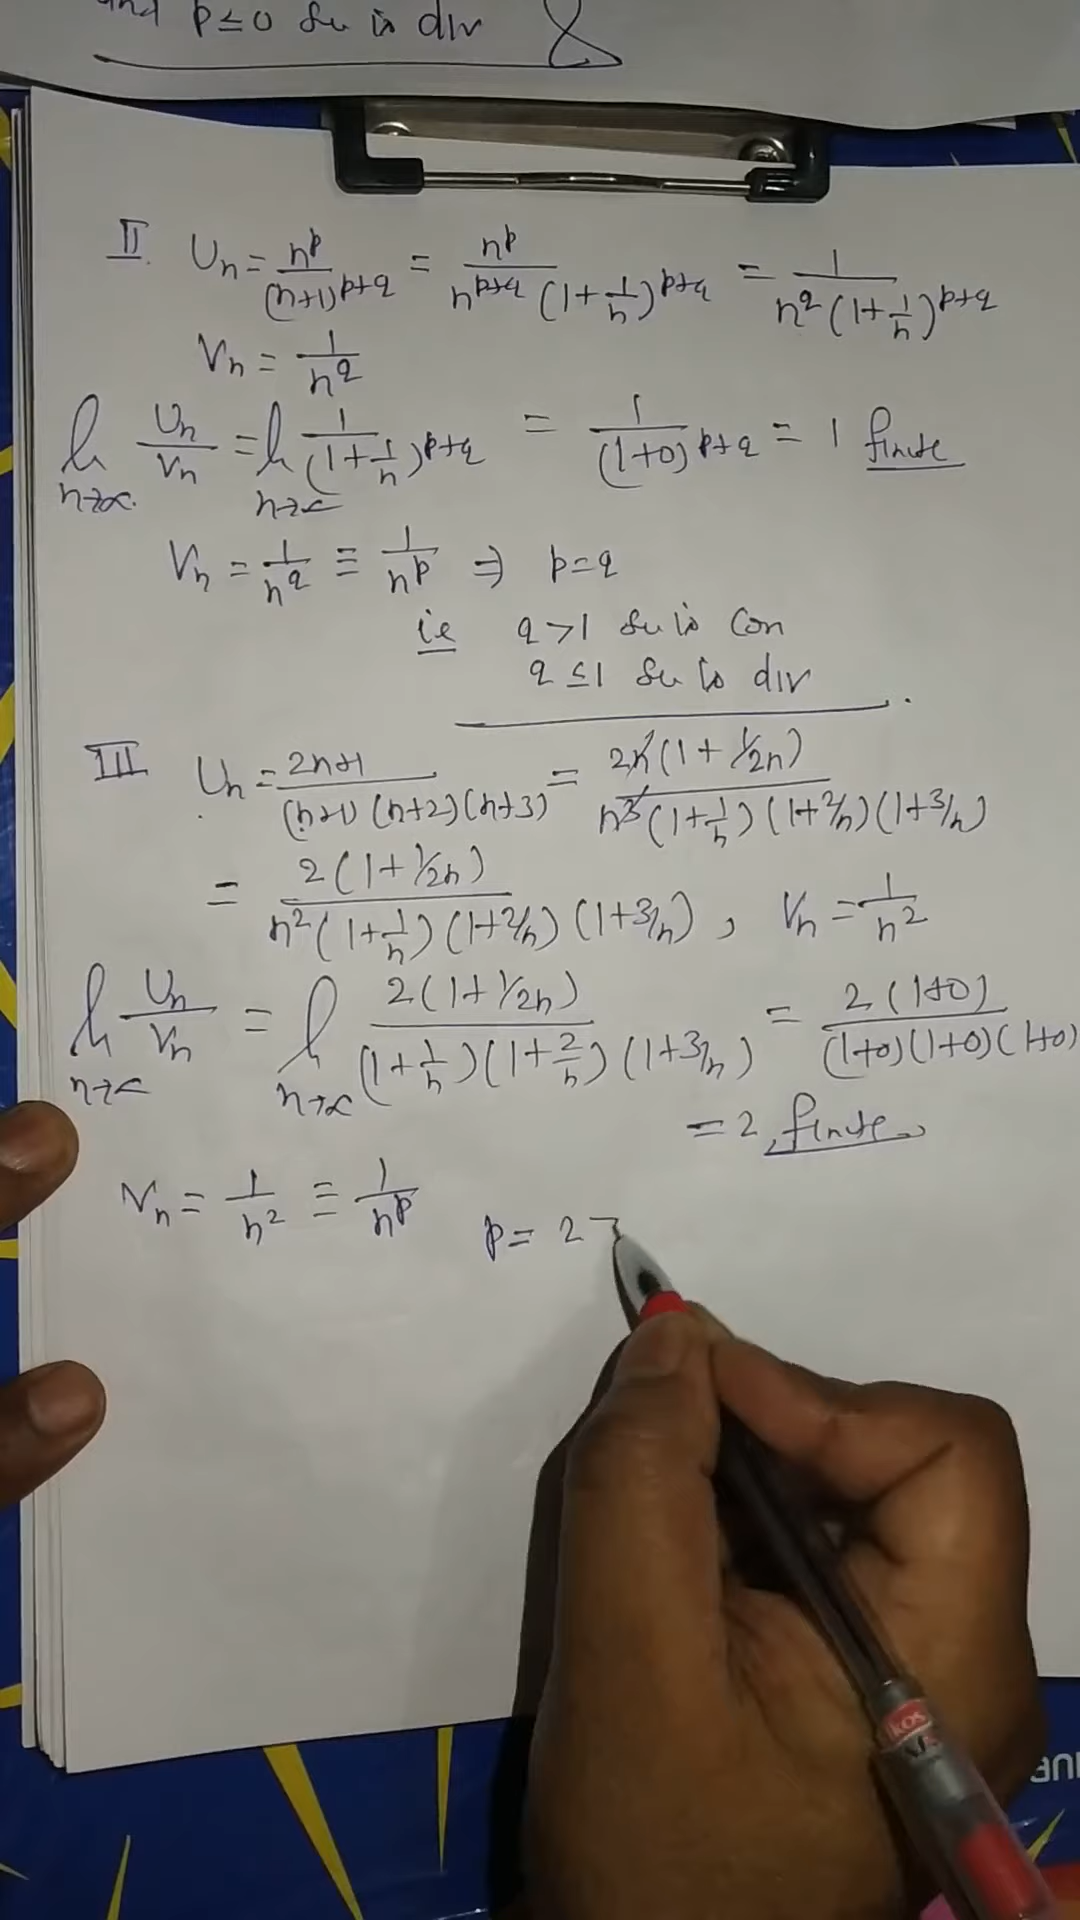 and p≤0 Su is div
II. Un = n^p/(n+1)^(p+q) = n^p/(n^(p+q) (1+1/n)^(p+q)) = 1/(n^q (1+1/n)^(p+q))
Vn = 1/n^q
lt n→∞ Un/Vn = lt n→∞ 1/(1+1/n)^(p+q) = 1/(1+0)^(p+q) = 1 finite
Vn = 1/n^q ≡ 1/n^p ⇒ p=q
ie q>1 Su is Con
q≤1 Su is div
III Un = 2n+1/((n+1)(n+2)(n+3)) = 2n(1+1/2n)/(n^3(1+1/n)(1+2/n)(1+3/n))
= 2(1+1/2n)/(n^2(1+1/n)(1+2/n)(1+3/n)), Vn = 1/n^2
lt n→∞ Un/Vn = lt n→∞ 2(1+1/2n)/((1+1/n)(1+2/n)(1+3/n)) = 2(1+0)/((1+0)(1+0)(1+0))
= 2, finite.
Vn = 1/n^2 ≡ 1/n^p p = 2
kos